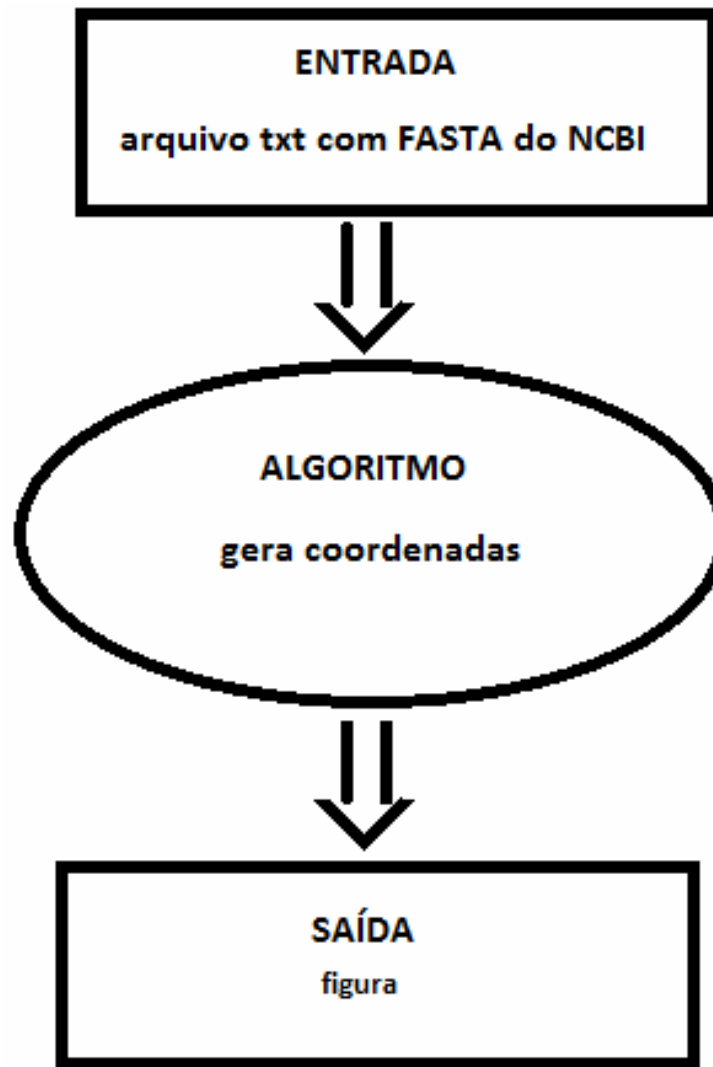 ENTRADA
arquivo txt com FASTA do NCBI
ALGORITMO
gera coordenadas
SAÍDA
figura